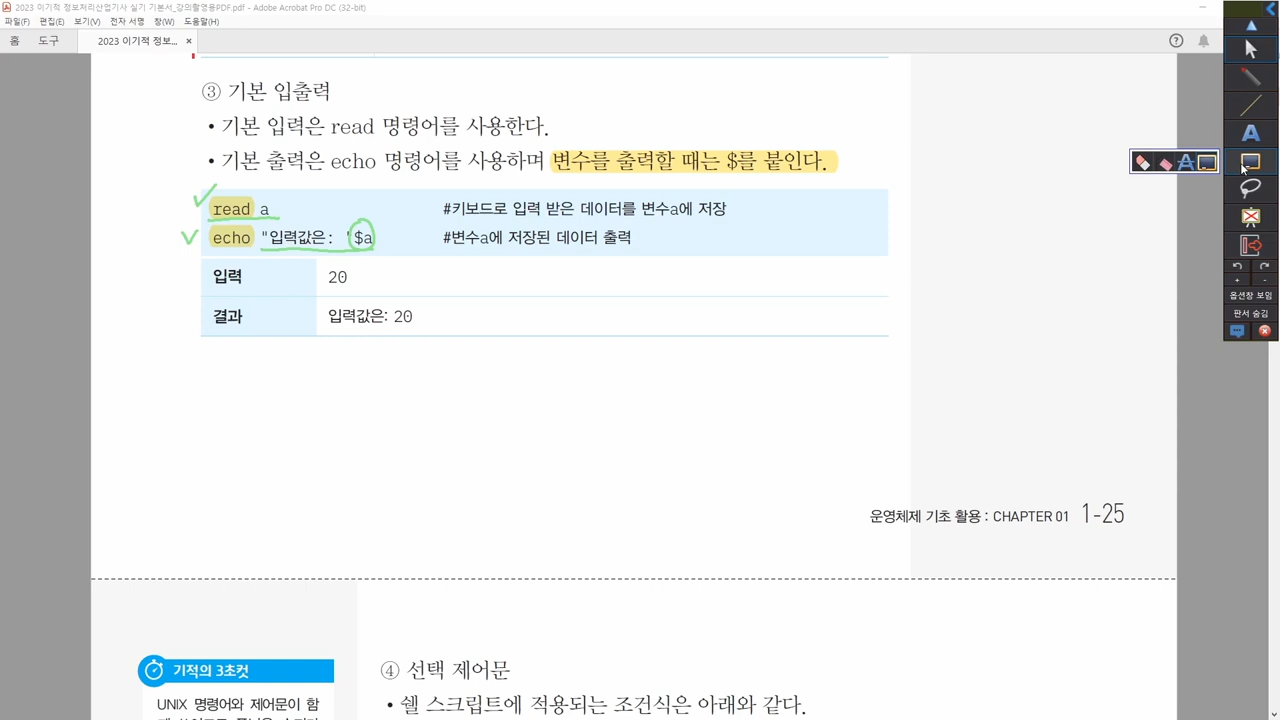 2023 이기적 정보처리산업기사 실기 기본서_강의촬영용PDF.pdf - Adobe Acrobat Pro DC (32-bit)
파일(F) 편집(E) 보기(V) 전자 서명 창(W) 도움말(H)
홈 도구 2023 이기적 정보... ×
③ 기본 입출력
• 기본 입력은 read 명령어를 사용한다.
• 기본 출력은 echo 명령어를 사용하며 변수를 출력할 때는 $를 붙인다.
read a #키보드로 입력 받은 데이터를 변수a에 저장
echo "입력값은: "$a #변수a에 저장된 데이터 출력
입력 20
결과 입력값은: 20
운영체제 기초 활용 : CHAPTER 01 1-25
기적의 3초컷
UNIX 명령어와 제어문이 함
④ 선택 제어문
• 쉘 스크립트에 적용되는 조건식은 아래와 같다.
옵션창 보임
판서 숨김